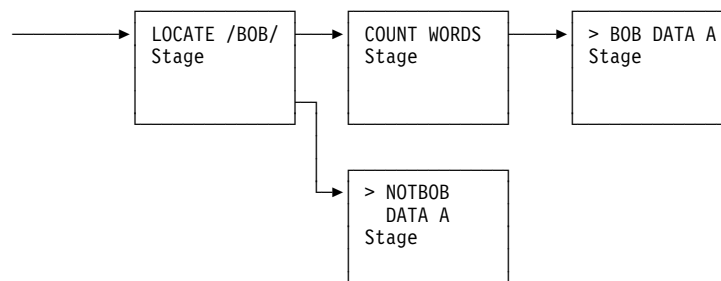 LOCATE /BOB/
Stage
COUNT WORDS
Stage
> BOB DATA A
Stage
> NOTBOB
DATA A
Stage